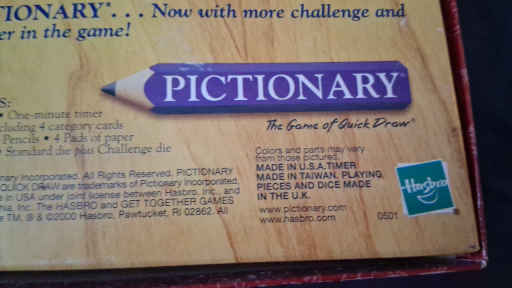 TIONARY®... Now with more challenge and
er in the game!
PICTIONARY®
The Game of Quick Draw®
S:
• One-minute timer
cluding 4 category cards
Pencils • 4 Pads of paper
Standard die plus Challenge die
nary Incorporated. All Rights Reserved. PICTIONARY
QUICK DRAW are trademarks of Pictionary Incorporated,
in USA under joint license between Hasbro, Inc., and
Inc. The HASBRO and GET TOGETHER GAMES
TM, ® & ©2000 Hasbro, Pawtucket, RI 02862. All
Colors and parts may vary
from those pictured.
MADE IN U.S.A. TIMER
MADE IN TAIWAN. PLAYING
PIECES AND DICE MADE
IN THE U.K.
www.pictionary.com
www.hasbro.com
0501
Hasbro